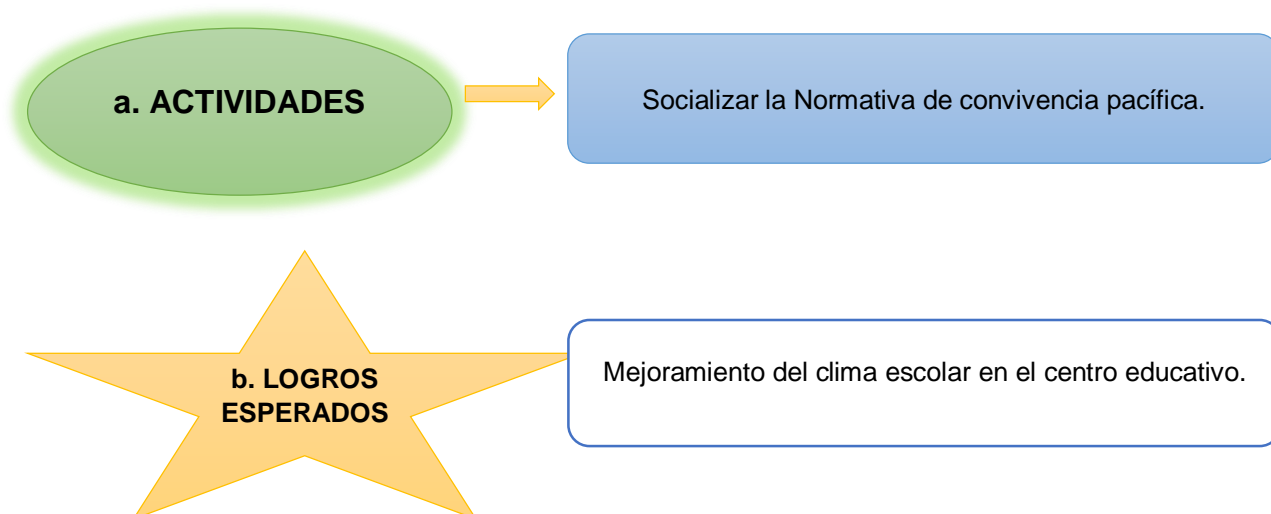 a. ACTIVIDADES
Socializar la Normativa de convivencia pacífica.
b. LOGROS
ESPERADOS
Mejoramiento del clima escolar en el centro educativo.